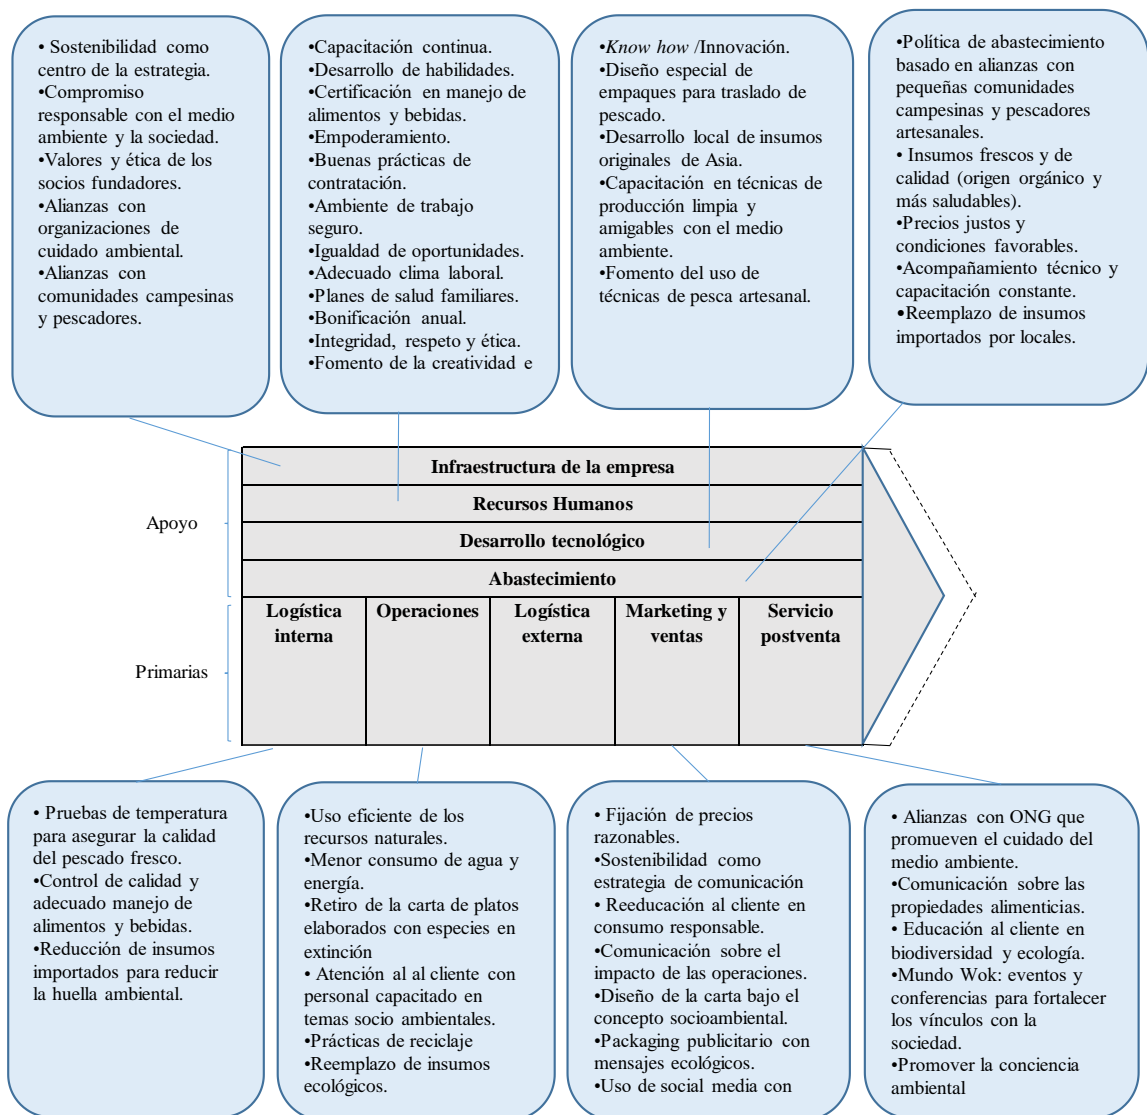 • Sostenibilidad como
centro de la estrategia.
•Compromiso
responsable con el medio
ambiente y la sociedad.
•Valores y ética de los
socios fundadores.
•Alianzas con
organizaciones de
cuidado ambiental.
•Alianzas con
comunidades campesinas
y pescadores.
•Capacitación continua.
•Desarrollo de habilidades.
•Certificación en manejo de
alimentos y bebidas.
•Empoderamiento.
•Buenas prácticas de
contratación.
•Ambiente de trabajo
seguro.
•Igualdad de oportunidades.
•Adecuado clima laboral.
•Planes de salud familiares.
•Bonificación anual.
•Integridad, respeto y ética.
•Fomento de la creatividad e
•Know how /Innovación.
•Diseño especial de
empaques para traslado de
pescado.
•Desarrollo local de insumos
originales de Asia.
•Capacitación en técnicas de
producción limpia y
amigables con el medio
ambiente.
•Fomento del uso de
técnicas de pesca artesanal.
•Política de abastecimiento
basado en alianzas con
pequeñas comunidades
campesinas y pescadores
artesanales.
• Insumos frescos y de
calidad (origen orgánico y
más saludables).
•Precios justos y
condiciones favorables.
•Acompañamiento técnico y
capacitación constante.
•Reemplazo de insumos
importados por locales.
Apoyo
Infraestructura de la empresa
Recursos Humanos
Desarrollo tecnológico
Abastecimiento
Primarias
Logística
interna
Operaciones
Logística
externa
Marketing y
ventas
Servicio
postventa
• Pruebas de temperatura
para asegurar la calidad
del pescado fresco.
•Control de calidad y
adecuado manejo de
alimentos y bebidas.
•Reducción de insumos
importados para reducir
la huella ambiental.
•Uso eficiente de los
recursos naturales.
•Menor consumo de agua y
energía.
•Retiro de la carta de platos
elaborados con especies en
extinción
• Atención al al cliente con
personal capacitado en
temas socio ambientales.
•Prácticas de reciclaje
•Reemplazo de insumos
ecológicos.
• Fijación de precios
razonables.
•Sostenibilidad como
estrategia de comunicación
• Reeducación al cliente en
consumo responsable.
•Comunicación sobre el
impacto de las operaciones.
•Diseño de la carta bajo el
concepto socioambiental.
•Packaging publicitario con
mensajes ecológicos.
•Uso de social media con
• Alianzas con ONG que
promueven el cuidado del
medio ambiente.
•Comunicación sobre las
propiedades alimenticias.
• Educación al cliente en
biodiversidad y ecología.
•Mundo Wok: eventos y
conferencias para fortalecer
los vínculos con la
sociedad.
•Promover la conciencia
ambiental